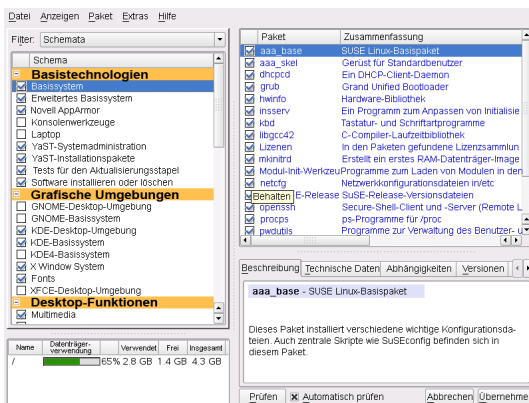 Datei Anzeigen Paket Extras Hilfe
Filter: Schemata
Schema
Basistechnologien
Basissystem
Erweitertes Basissystem
Novell AppArmor
Konsolenwerkzeuge
Laptop
YaST-Systemadministration
YaST-Installationspakete
Tests für den Aktualisierungsstapel
Software installieren oder löschen
Grafische Umgebungen
GNOME-Desktop-Umgebung
GNOME-Basissystem
KDE-Desktop-Umgebung
KDE-Basissystem
KDE4-Basissystem
X Window System
Fonts
XFCE-Desktop-Umgebung
Desktop-Funktionen
Multimedia
Name Datenträger-verwendung Verwendet Frei Insgesamt
/ 65% 2.8 GB 1.4 GB 4.3 GB
Paket Zusammenfassung
aaa_base SUSE Linux-Basispaket
aaa_skel Gerüst für Standardbenutzer
dhcpcd Ein DHCP-Client-Daemon
grub Grand Unified Bootloader
hwinfo Hardware-Bibliothek
insserv Ein Programm zum Anpassen von Initialisie
kbd Tastatur- und Schriftartprogramme
libgcc42 C-Compiler-Laufzeitbibliothek
Lizenen In den Paketen gefundene Lizenzsammlun
mkinitrd Erstellt ein erstes RAM-Datenträger-Image
Modul-Init-Werkzeu Programme zum Laden von Modulen in den
netcfg Netzwerkkonfigurationsdateien in/etc
Behalten E-Release SuSE-Release-Versionsdateien
openssh Secure-Shell-Client und -Server (Remote L
procps ps-Programme für /proc
pwdutils Programme zur Verwaltung des Benutzer- u
Beschreibung Technische Daten Abhängigkeiten Versionen
aaa_base - SUSE Linux-Basispaket
Dieses Paket installiert verschiedene wichtige Konfigurationsda-
teien. Auch zentrale Skripte wie SuSEconfig befinden sich in
diesem Paket.
Prüfen Automatisch prüfen Abbrechen Übernehme